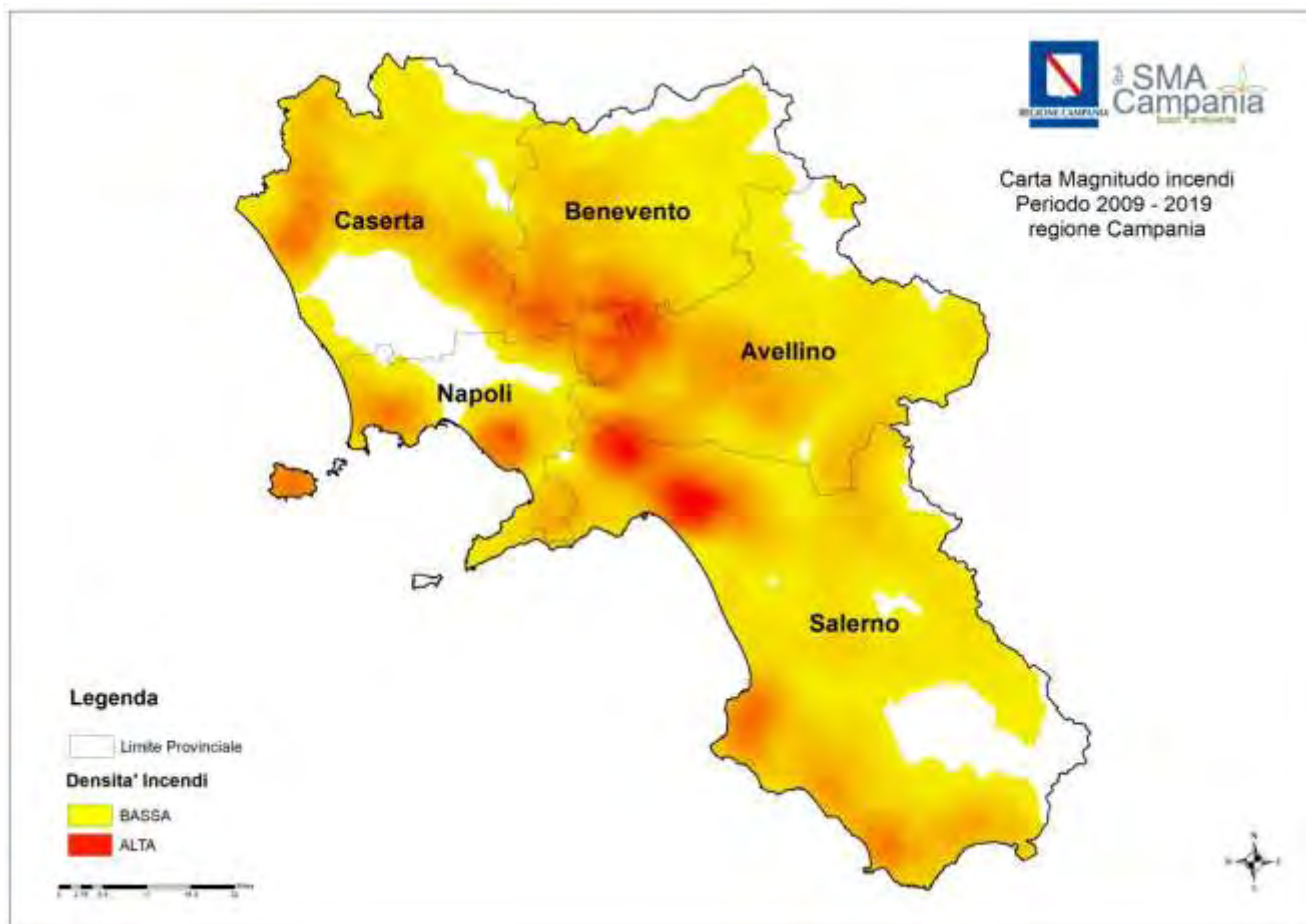 REGIONE CAMPANIA
SMA
Campania
Carta Magnitudo incendi
Periodo 2009 - 2019
regione Campania
Caserta
Benevento
Avellino
Napoli
Salerno
Legenda
Limite Provinciale
Densita' Incendi
BASSA
ALTA